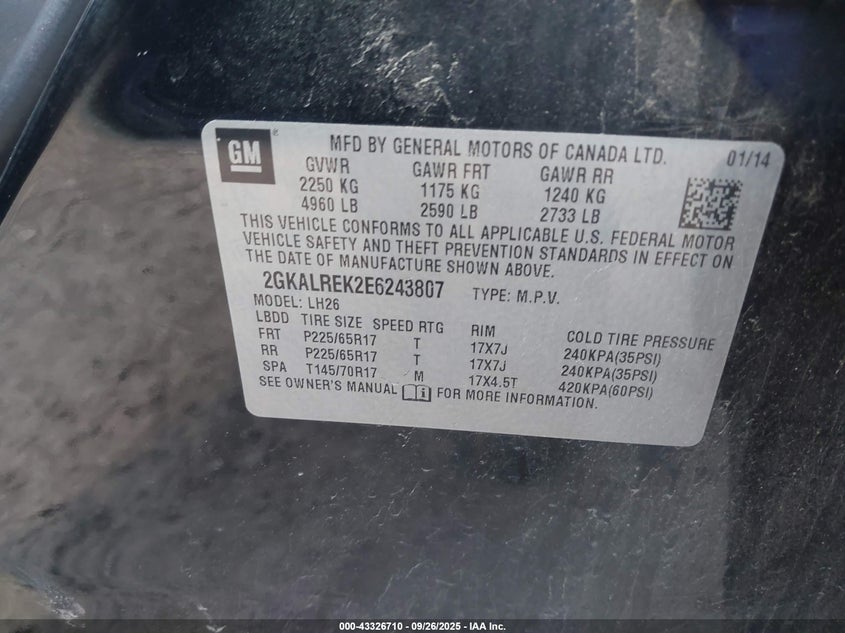 GM ® MFD BY GENERAL MOTORS OF CANADA LTD. 01/14
GVWR GAWR FRT GAWR RR
2250 KG 1175 KG 1240 KG
4960 LB 2590 LB 2733 LB
THIS VEHICLE CONFORMS TO ALL APPLICABLE U.S. FEDERAL MOTOR
VEHICLE SAFETY AND THEFT PREVENTION STANDARDS IN EFFECT ON
THE DATE OF MANUFACTURE SHOWN ABOVE.
2GKALREK2E6243807 TYPE: M.P.V.
MODEL: LH26
LBDD TIRE SIZE SPEED RTG RIM COLD TIRE PRESSURE
FRT P225/65R17 T 17X7J 240KPA(35PSI)
RR P225/65R17 T 17X7J 240KPA(35PSI)
SPA T145/70R17 M 17X4.5T 420KPA(60PSI)
SEE OWNER'S MANUAL FOR MORE INFORMATION.
000-43326710 - 09/26/2025 - IAA Inc.